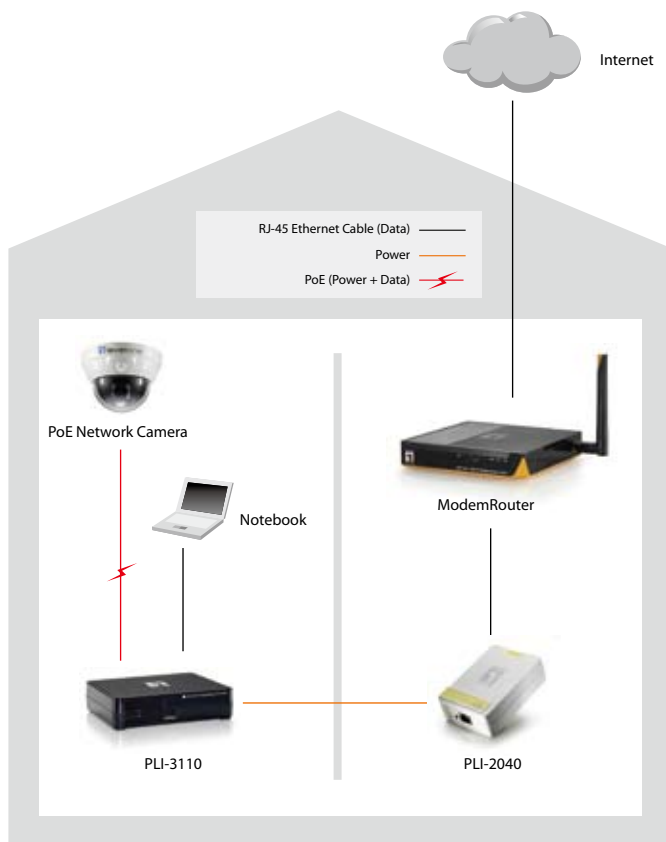 Internet
RJ-45 Ethernet Cable (Data)
Power
PoE (Power + Data)
PoE Network Camera
Notebook
ModemRouter
PLI-3110
PLI-2040